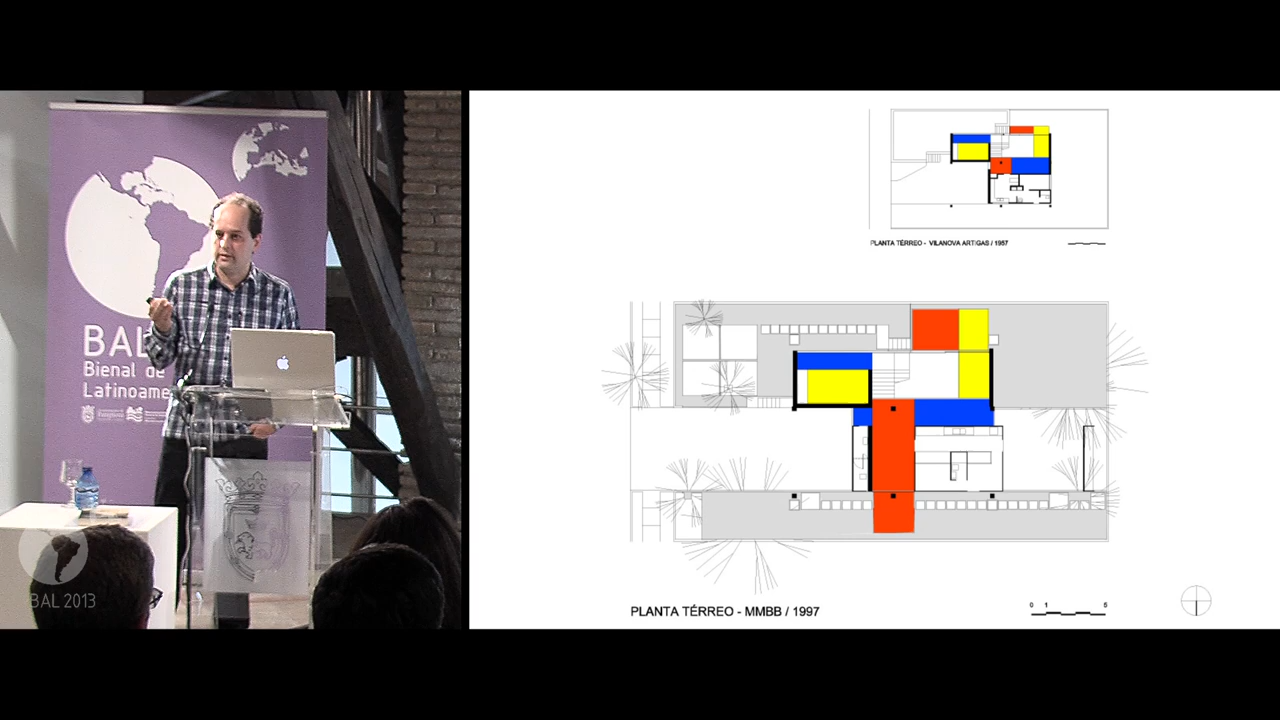 BAL
Bienal de
Latinoame
BAL 2013
PLANTA TÉRREO - VILANOVA ARTIGAS / 1957
PLANTA TÉRREO - MMBB / 1997
0 1 5